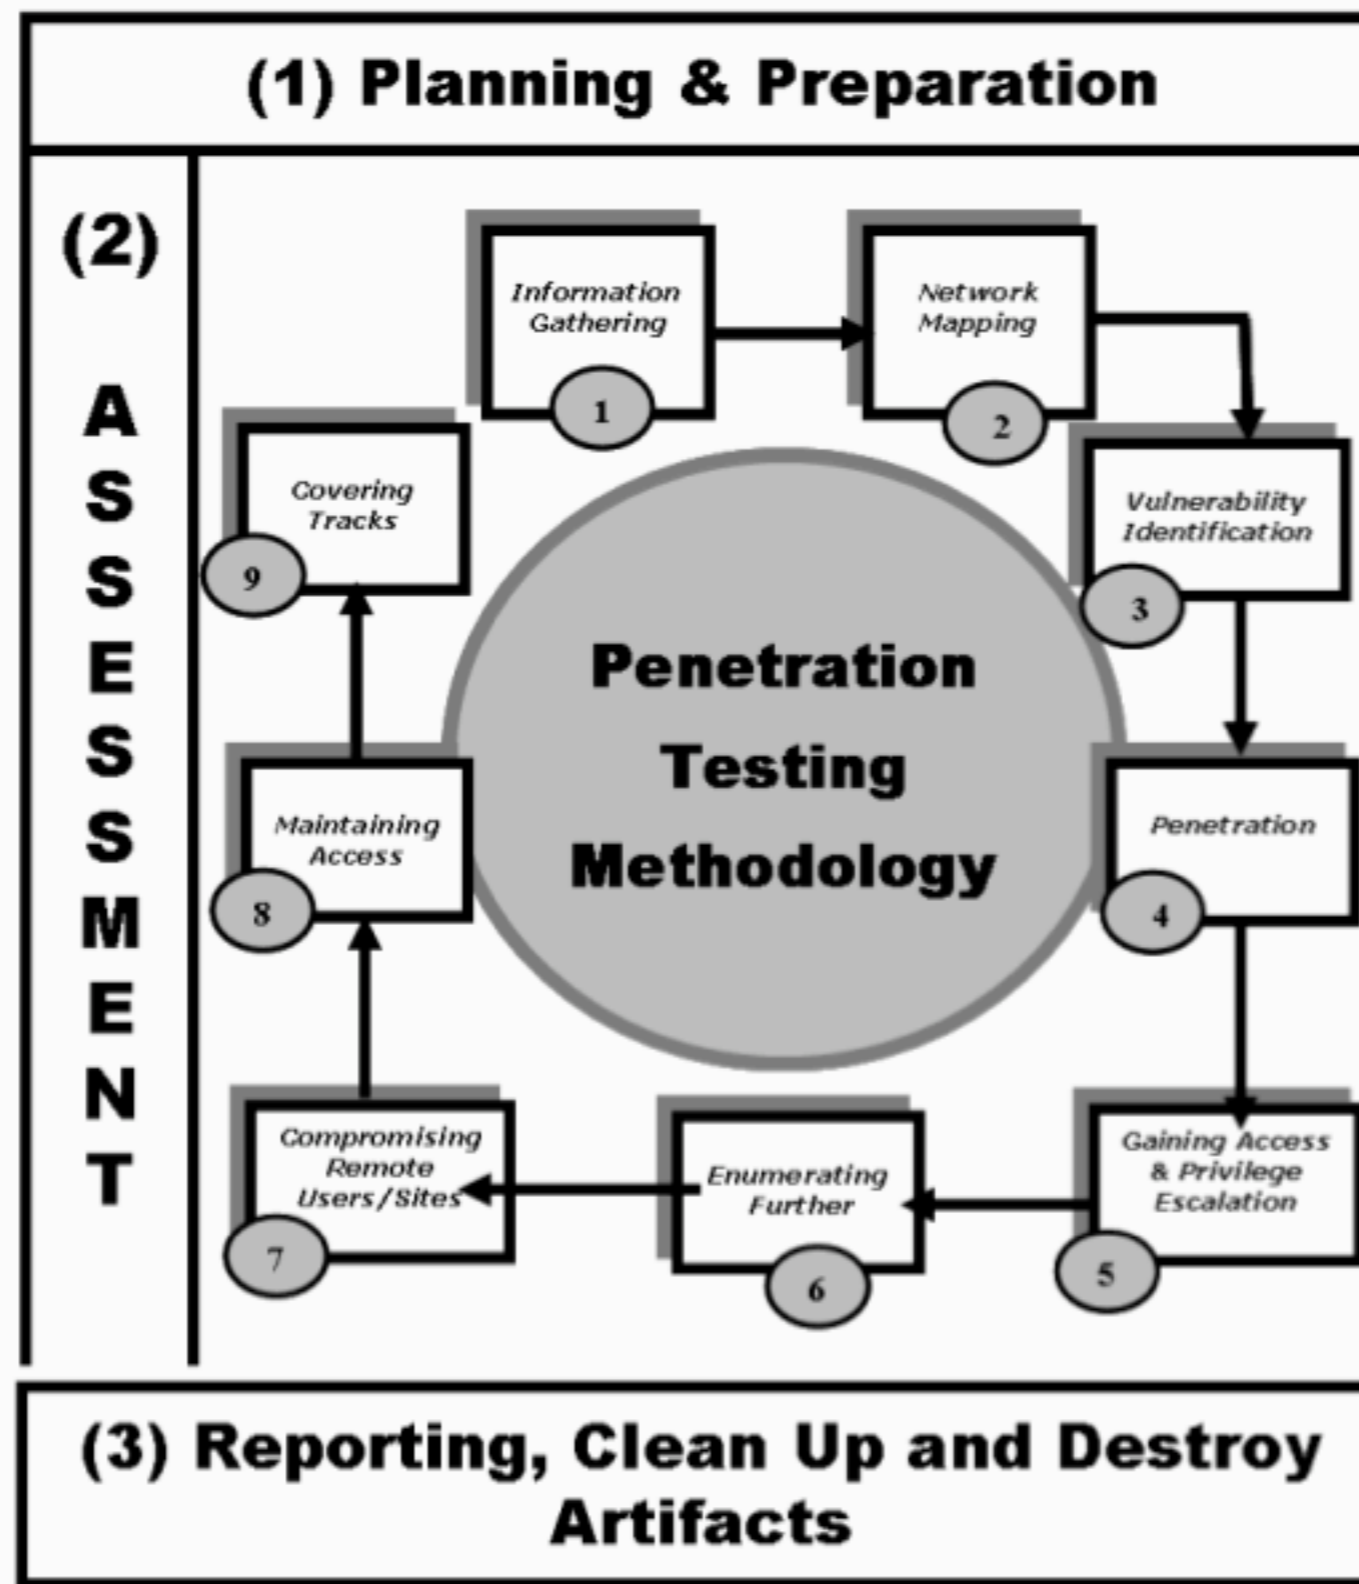 (1) Planning & Preparation
(2)
A
S
S
E
S
S
M
E
N
T
Information
Gathering
1
Network
Mapping
2
Vulnerability
Identification
3
Penetration
4
Gaining Access
& Privilege
Escalation
5
Enumerating
Further
6
Compromising
Remote
Users/Sites
7
Maintaining
Access
8
Covering
Tracks
9
Penetration
Testing
Methodology
(3) Reporting, Clean Up and Destroy
Artifacts